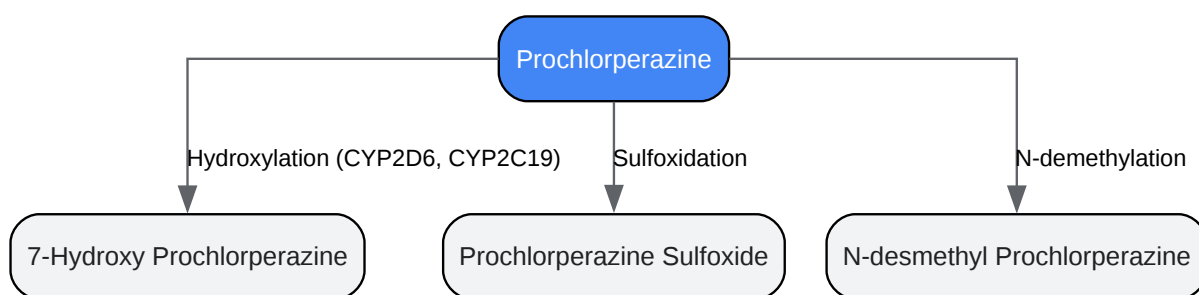 Prochlorperazine
Hydroxylation (CYP2D6, CYP2C19)
Sulfoxidation
N-demethylation
7-Hydroxy Prochlorperazine
Prochlorperazine Sulfoxide
N-desmethyl Prochlorperazine